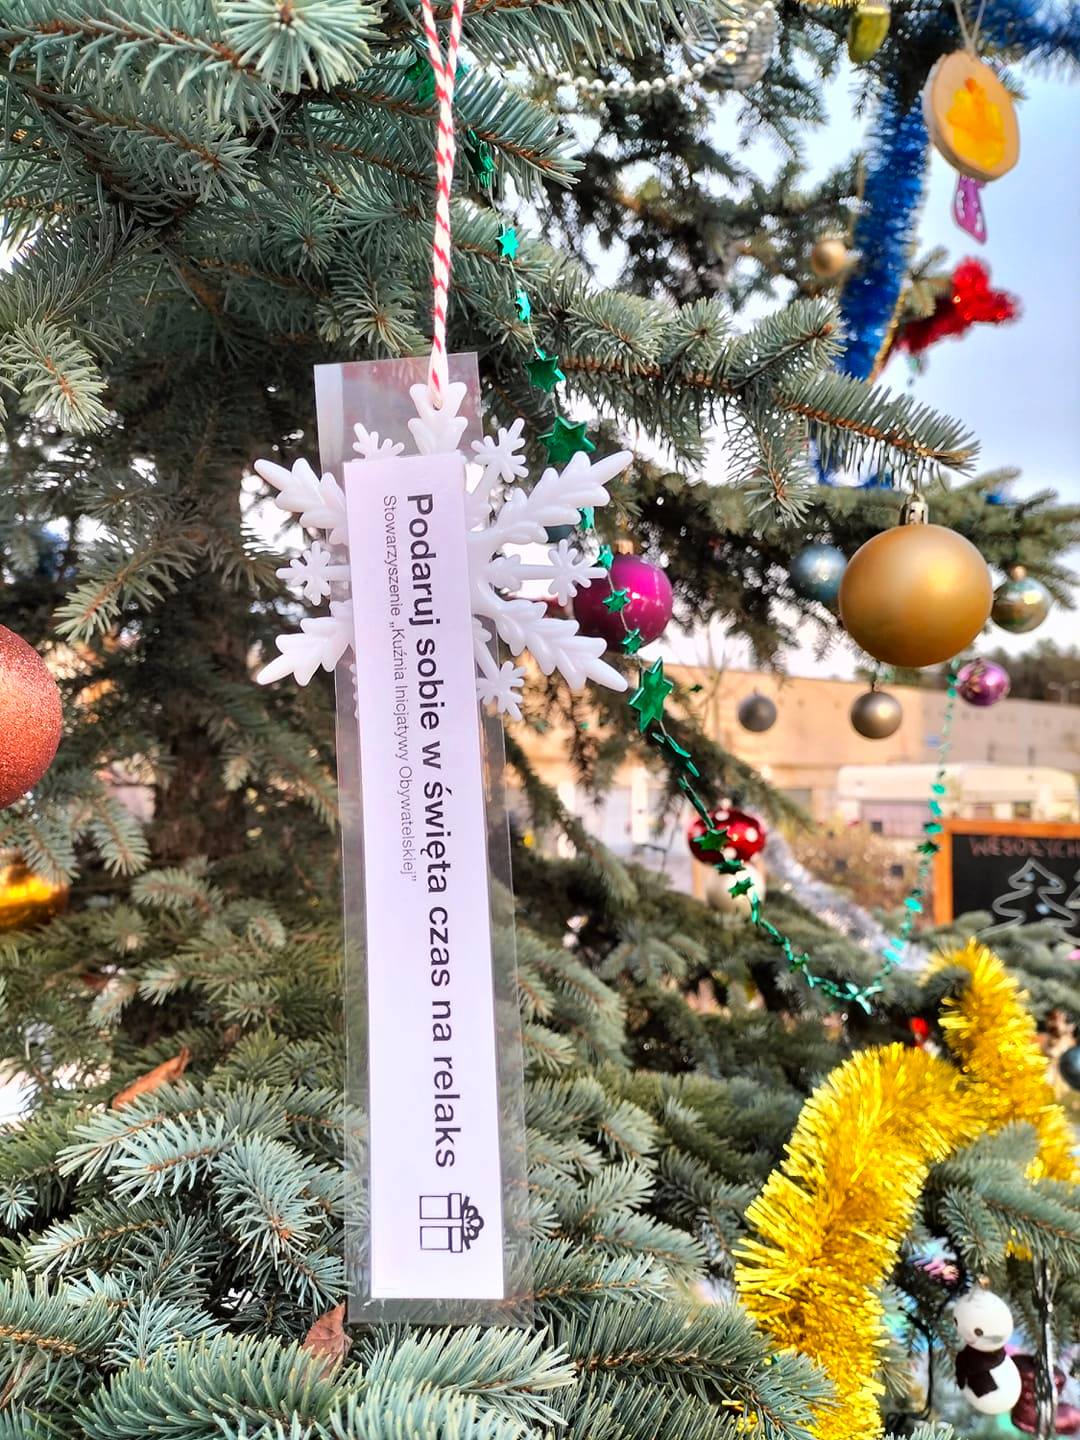 Podaruj sobie w święta czas na relaks
Stowarzyszenie „Kuźnia Inicjatywy Obywatelskiej”